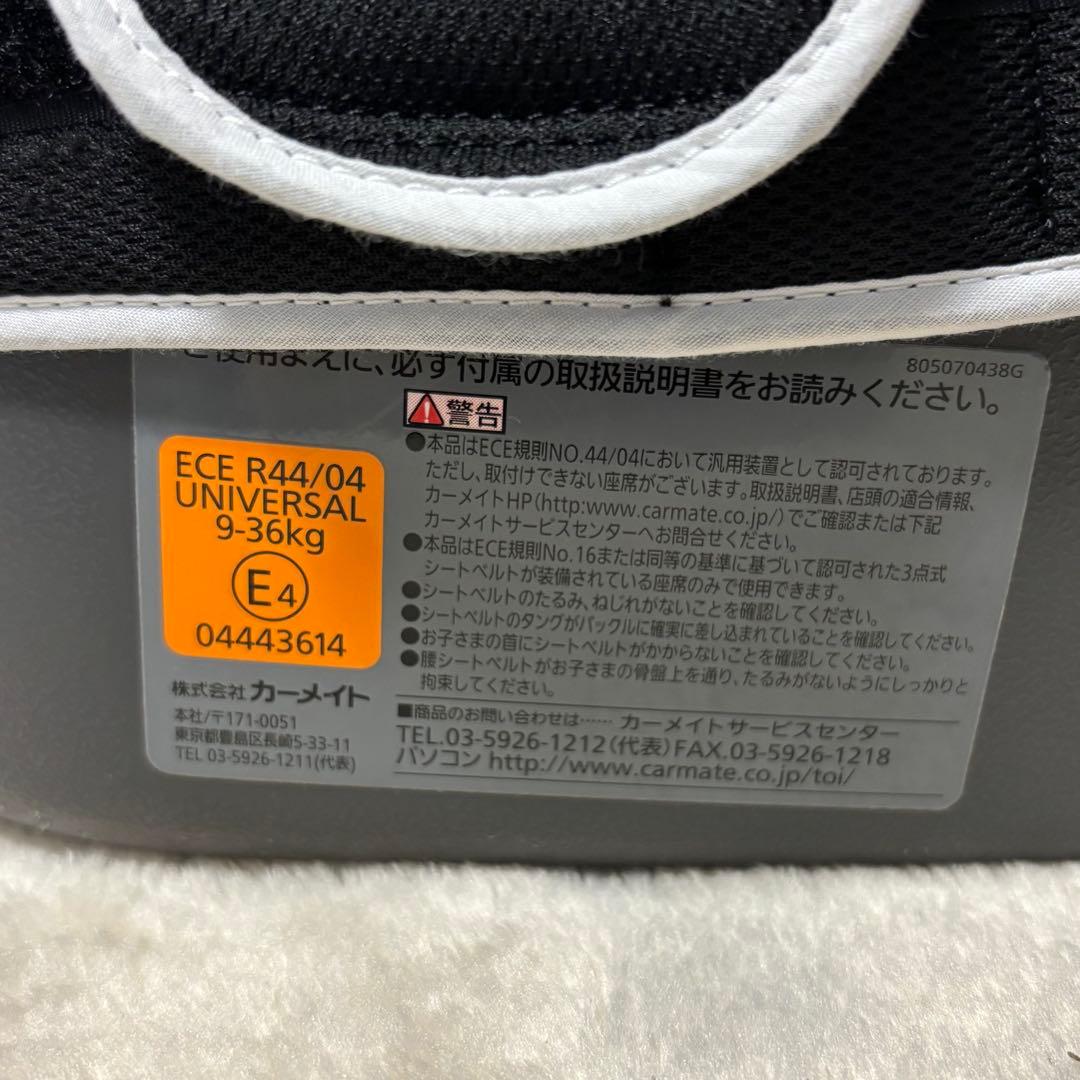 ご使用まえに、必ず付属の取扱説明書をお読みください。
805070438G
警告
●本品はECE規則NO.44/04において汎用装置として認可されております。
ただし、取付けできない座席がございます。取扱説明書、店頭の適合情報、
カーメイトHP(http:www.carmate.co.jp/)でご確認または下記
カーメイトサービスセンターへお問合せください。
●本品はECE規則No.16または同等の基準に基づいて認可された3点式
シートベルトが装備されている座席のみで使用できます。
●シートベルトのたるみ、ねじれがないことを確認してください。
●シートベルトのタングがバックルに確実に差し込まれていることを確認してください。
●お子さまの首にシートベルトがかからないことを確認してください。
●腰シートベルトがお子さまの骨盤上を通り、たるみがないようにしっかりと
拘束してください。
ECE R44/04
UNIVERSAL
9-36kg
E4
04443614
株式会社 カーメイト
本社/〒171-0051
東京都豊島区長崎5-33-11
TEL 03-5926-1211(代表)
■商品のお問い合わせは…… カーメイトサービスセンター
TEL.03-5926-1212(代表)FAX.03-5926-1218
パソコン http://www.carmate.co.jp/toi/